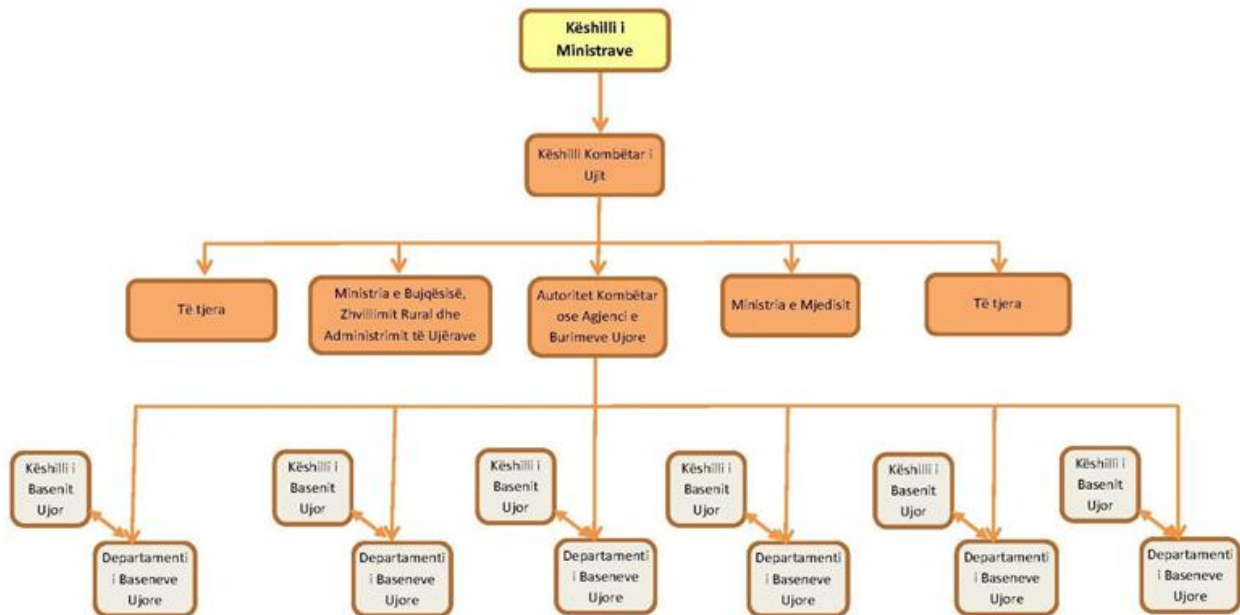 Këshilli i
Ministrave
Këshilli Kombëtar i
Ujit
Të tjera
Ministria e Bujqësisë,
Zhvillimit Rural dhe
Administrimit të Ujërave
Autoritet Kombëtar
ose Agjenci e
Burimeve Ujore
Ministria e Mjedisit
Të tjera
Këshilli i
Basenit
Ujor
Këshilli i
Basenit
Ujor
Këshilli i
Basenit
Ujor
Këshilli i
Basenit
Ujor
Këshilli i
Basenit
Ujor
Këshilli i
Basenit
Ujor
Departamenti
i Baseneve
Ujore
Departamenti
i Baseneve
Ujore
Departamenti
i Baseneve
Ujore
Departamenti
i Baseneve
Ujore
Departamenti
i Baseneve
Ujore
Departamenti
i Baseneve
Ujore